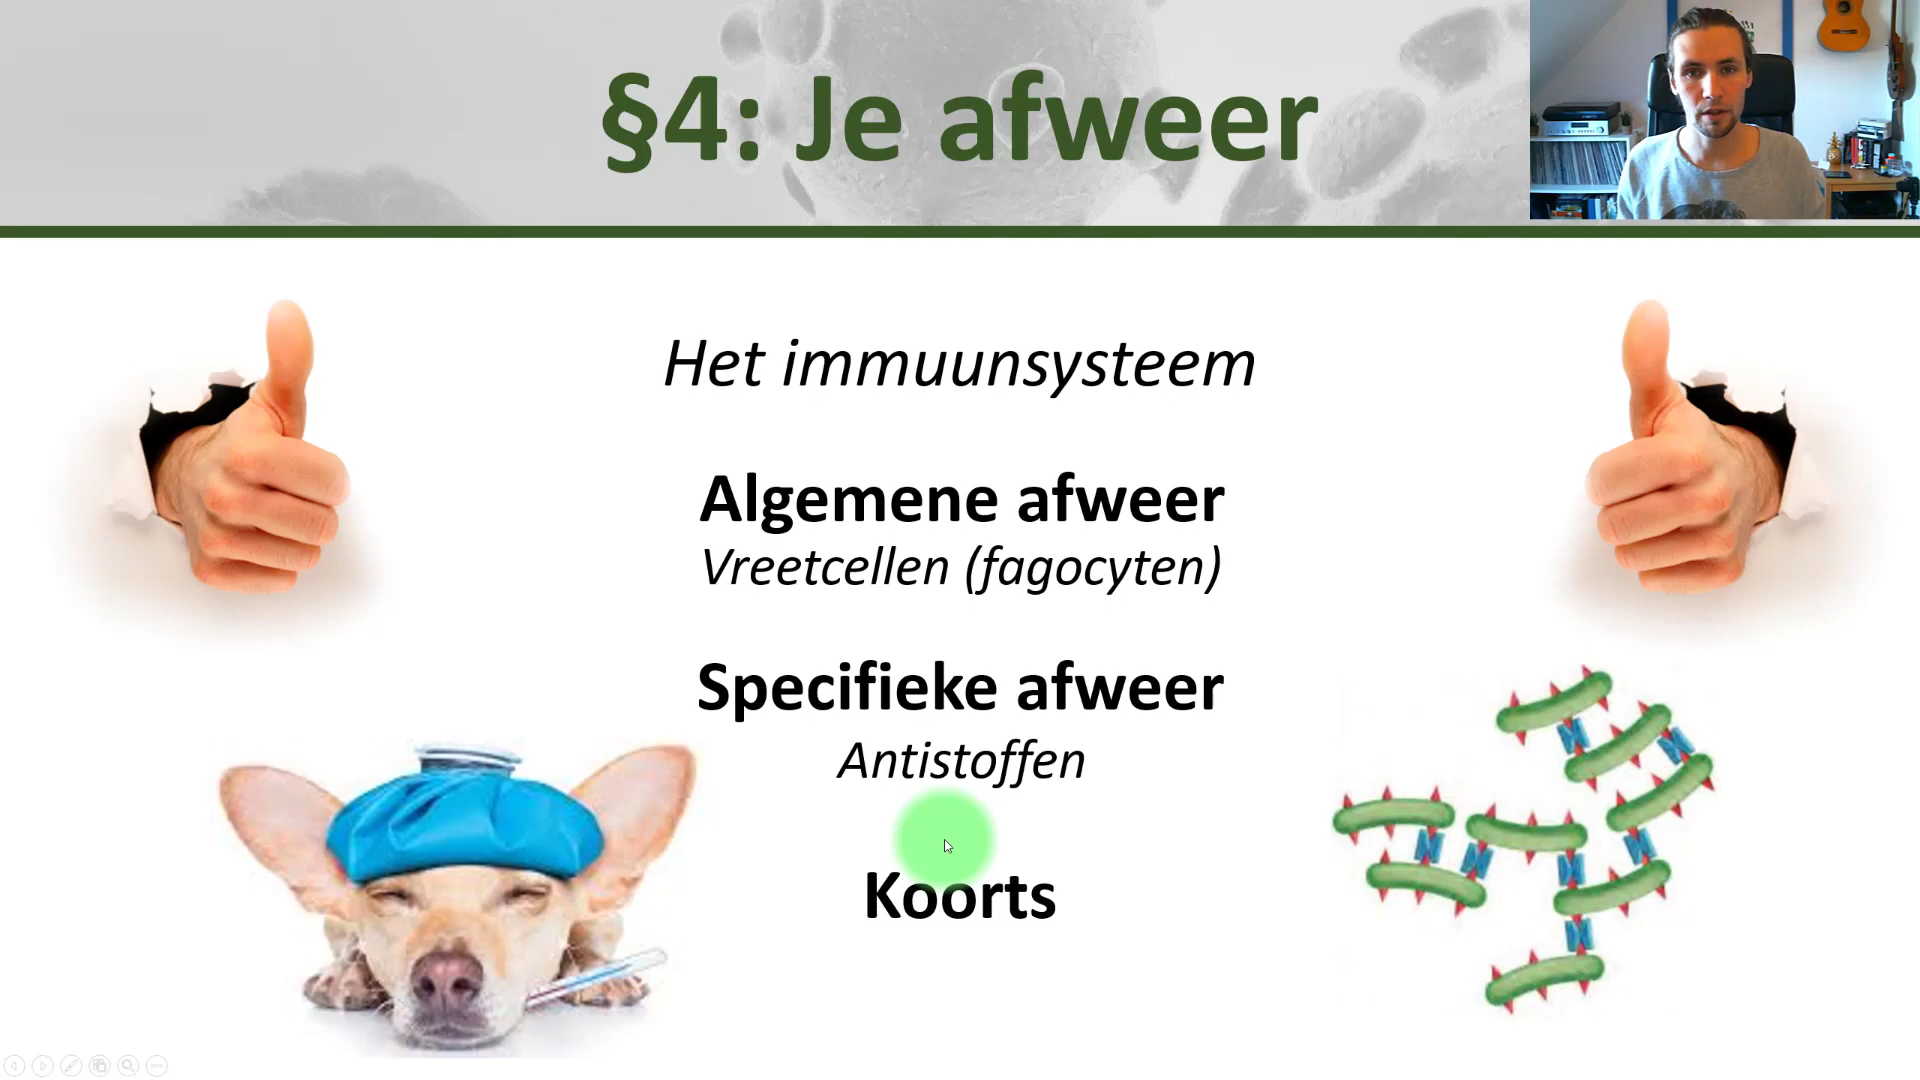 §4: Je afweer
Het immuunsysteem
Algemene afweer
Vreetcellen (fagocyten)
Specifieke afweer
Antistoffen
Koorts